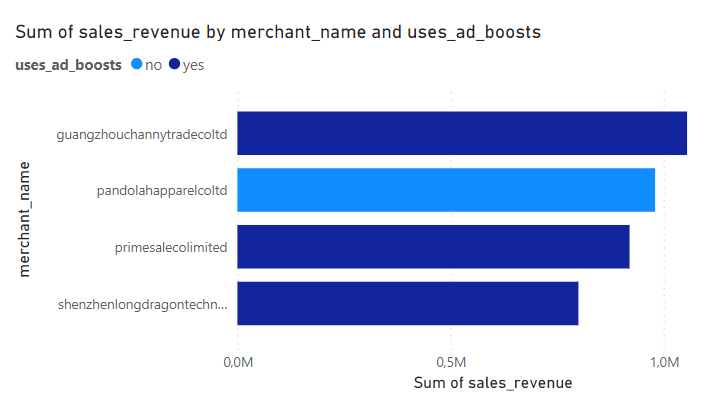 Sum of sales_revenue by merchant_name and uses_ad_boosts
uses_ad_boosts no yes
merchant_name
guangzhouchannytradecoltd
pandolahapparelcoltd
primesalecolimited
shenzhenlongdragontechn...
0,0M 0,5M 1,0M
Sum of sales_revenue